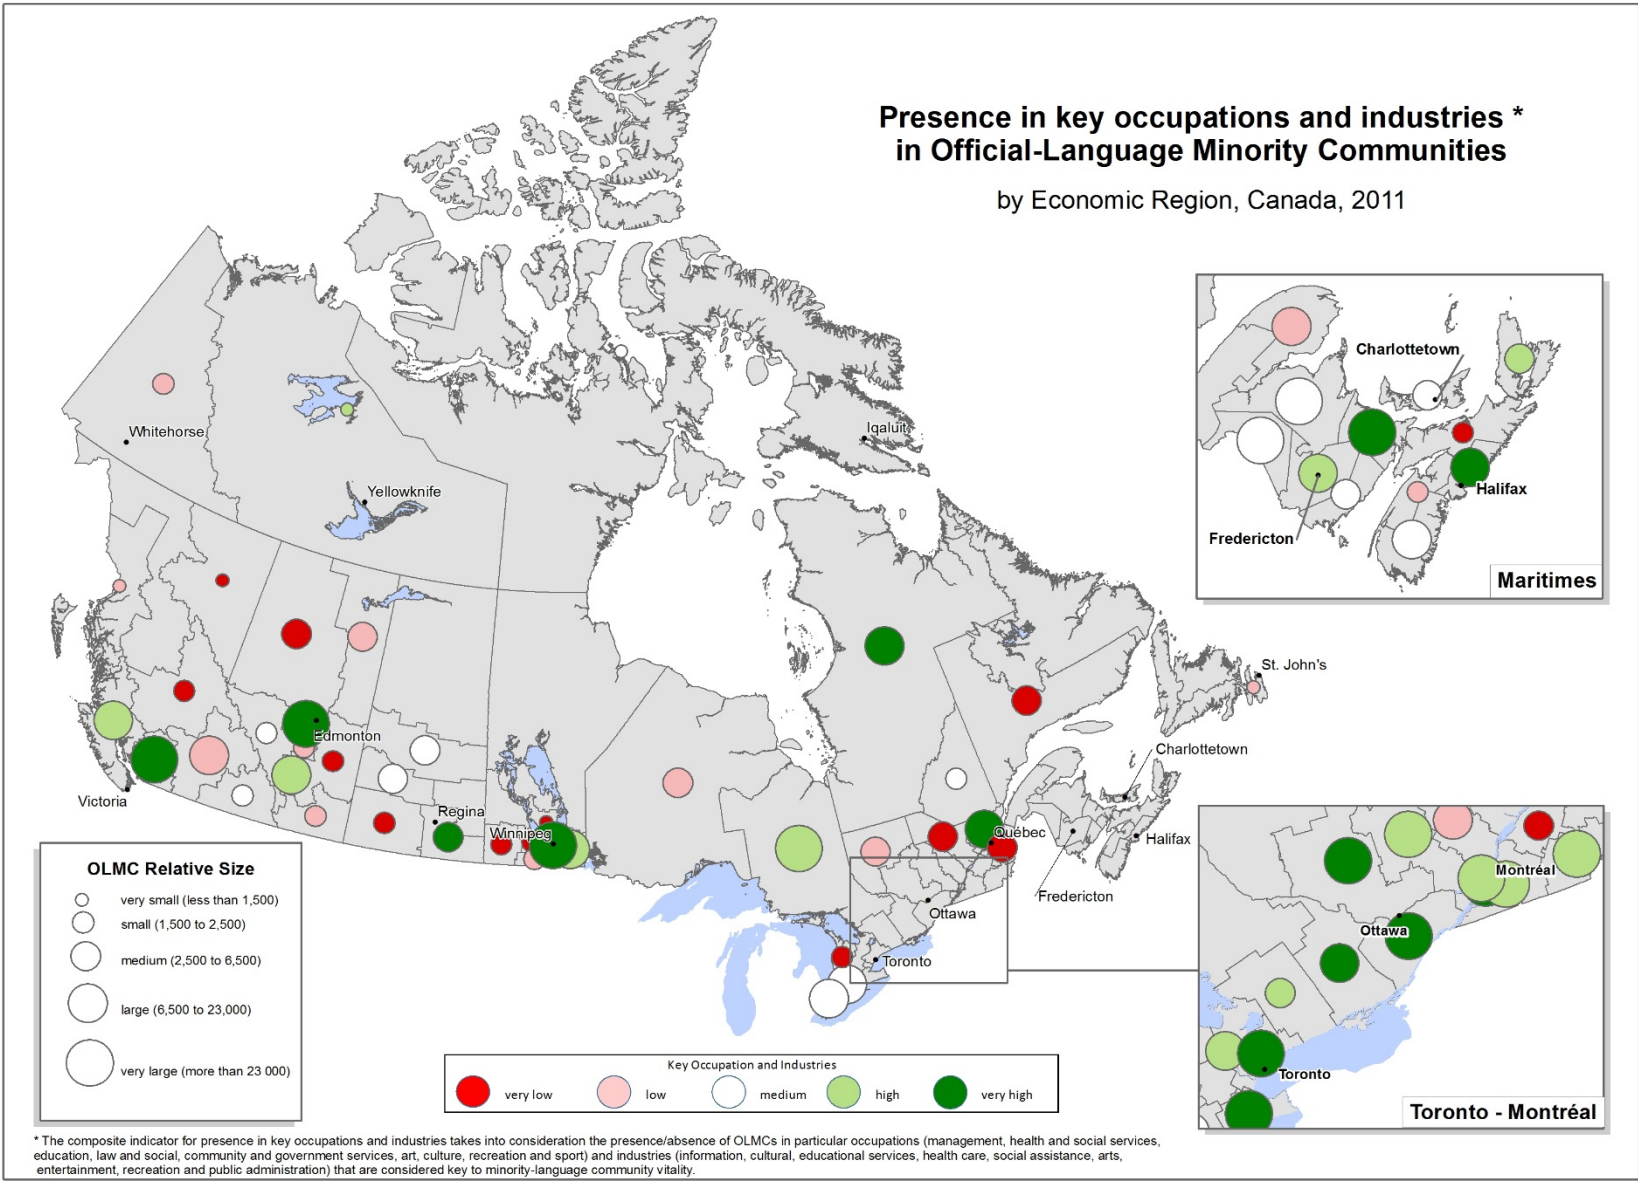 Presence in key occupations and industries *
in Official-Language Minority Communities
by Economic Region, Canada, 2011
Charlottetown
Halifax
Fredericton
Maritimes
Whitehorse
Iqaluit
Yellowknife
St. John's
Edmonton
Charlottetown
Victoria
Regina
Winnipeg
Québec
Halifax
Fredericton
Ottawa
Toronto
Montréal
Ottawa
Toronto
Toronto - Montréal
OLMC Relative Size
very small (less than 1,500)
small (1,500 to 2,500)
medium (2,500 to 6,500)
large (6,500 to 23,000)
very large (more than 23 000)
Key Occupation and Industries
very low
low
medium
high
very high
* The composite indicator for presence in key occupations and industries takes into consideration the presence/absence of OLMCs in particular occupations (management, health and social services,
education, law and social, community and government services, art, culture, recreation and sport) and industries (information, cultural, educational services, health care, social assistance, arts,
entertainment, recreation and public administration) that are considered key to minority-language community vitality.